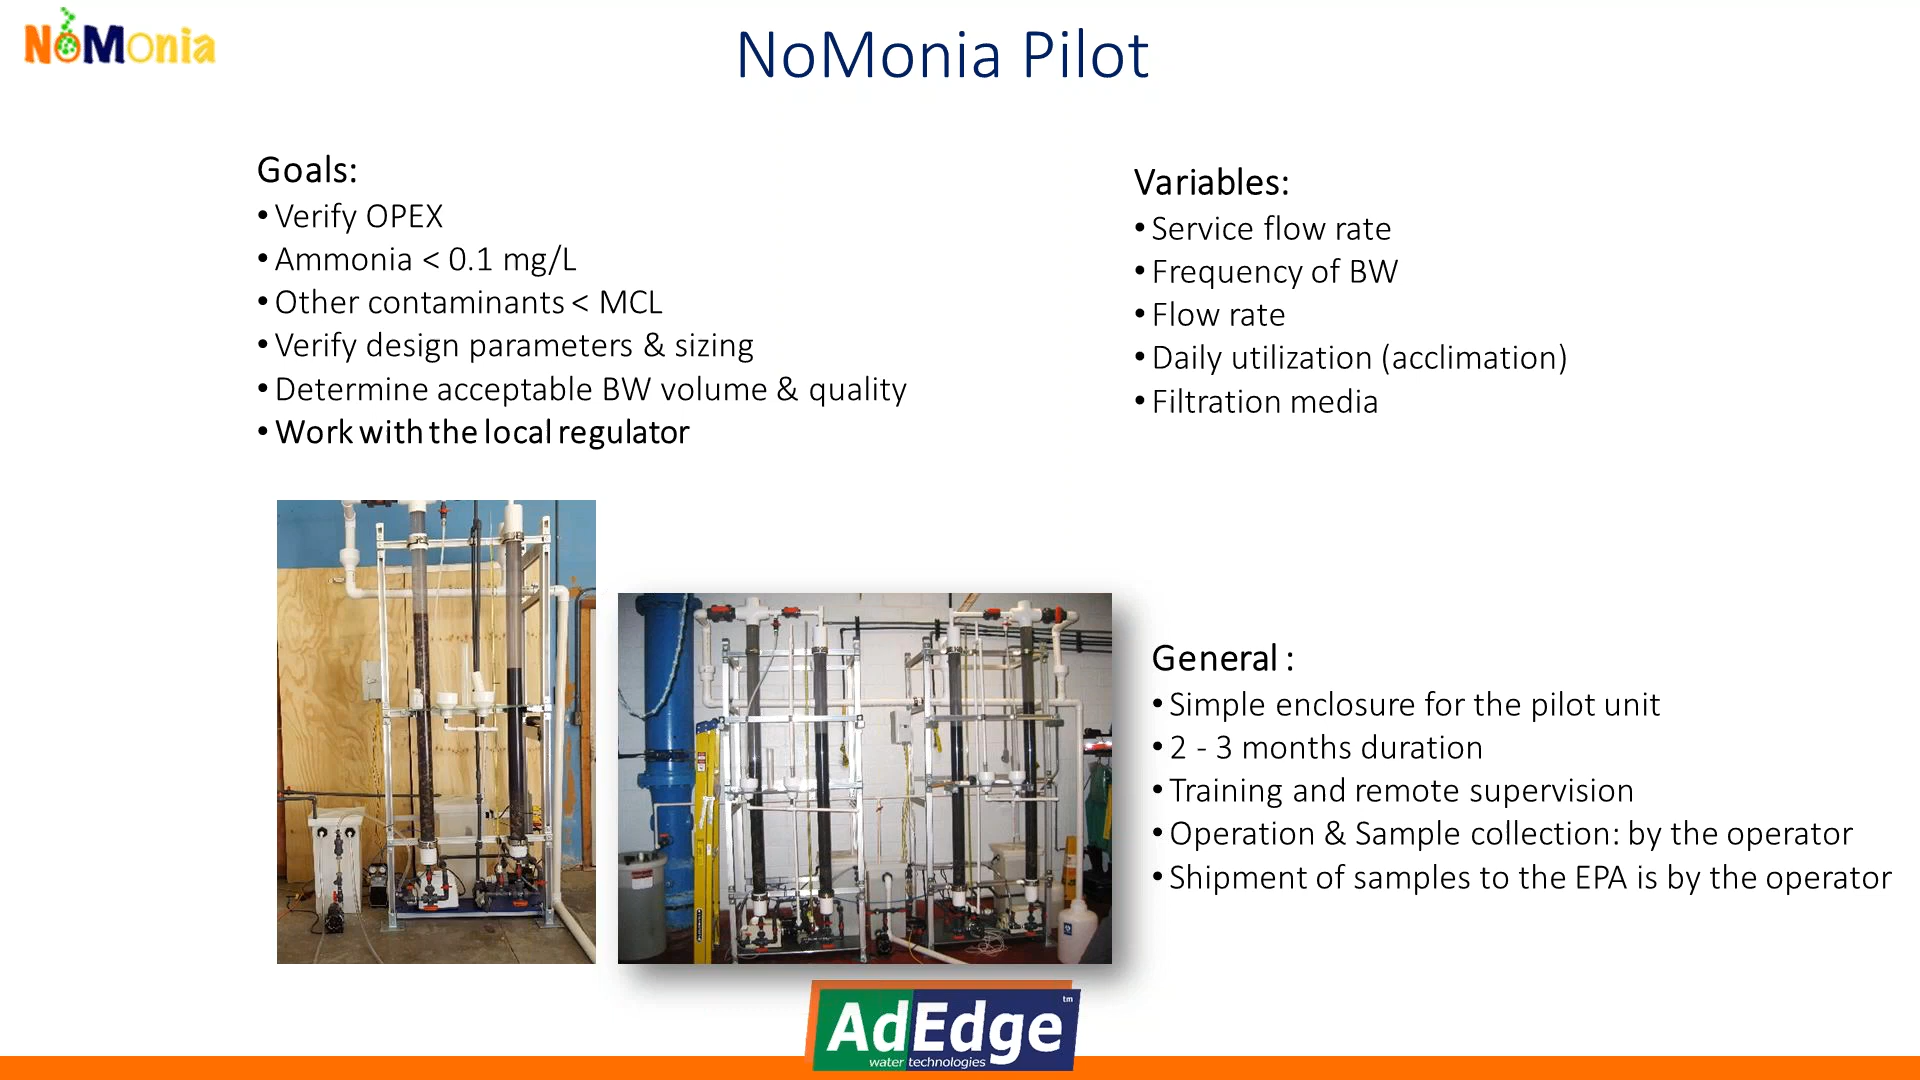 NoMonia
NoMonia Pilot
Goals:
• Verify OPEX
• Ammonia < 0.1 mg/L
• Other contaminants < MCL
• Verify design parameters & sizing
• Determine acceptable BW volume & quality
• Work with the local regulator
Variables:
• Service flow rate
• Frequency of BW
• Flow rate
• Daily utilization (acclimation)
• Filtration media
General :
• Simple enclosure for the pilot unit
• 2 - 3 months duration
• Training and remote supervision
• Operation & Sample collection: by the operator
• Shipment of samples to the EPA is by the operator
AdEdge tm
water technologies